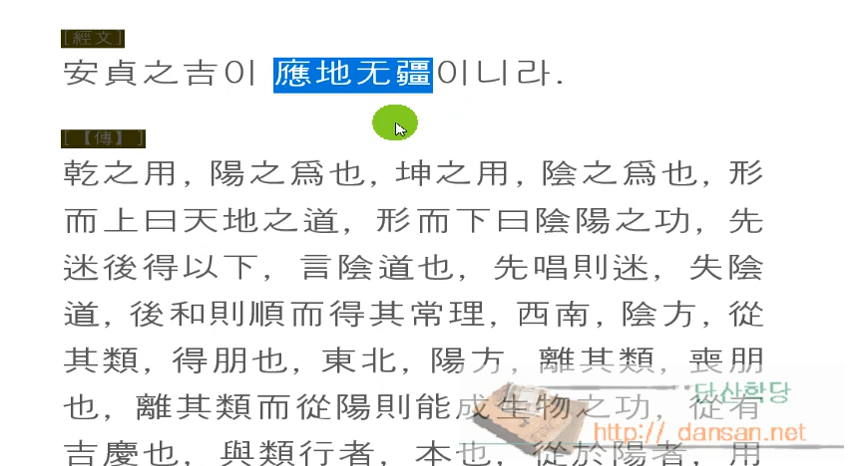 [經文]
安貞之吉이 應地无疆이니라.
[【傳】]
乾之用, 陽之爲也, 坤之用, 陰之爲也, 形
而上曰天地之道, 形而下曰陰陽之功, 先
迷後得以下, 言陰道也, 先唱則迷, 失陰
道, 後和則順而得其常理, 西南, 陰方, 從
其類, 得朋也, 東北, 陽方, 離其類, 喪朋
也, 離其類而從陽則能成生物之功, 從有
吉慶也, 與類行者, 本也, 從於陽者, 用
단산학당
http:// dansan.net